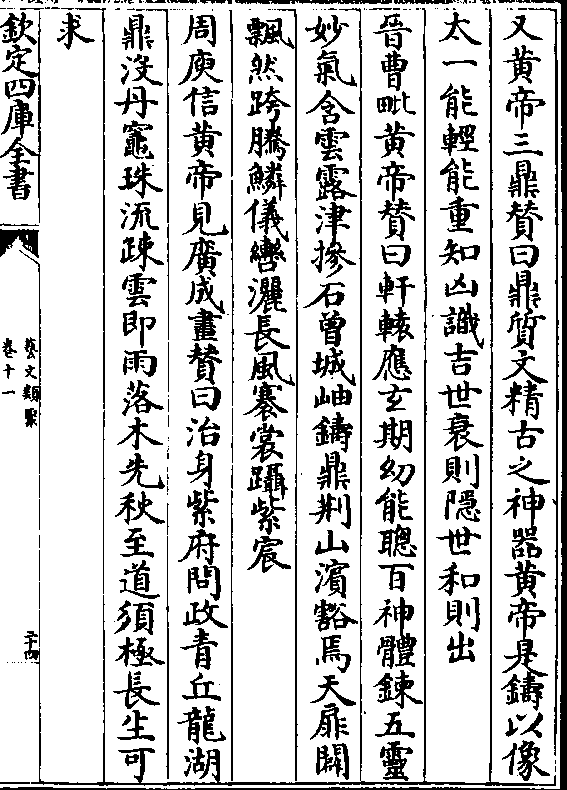 又黃帝三鼎賛曰鼎質文精古之神器黃帝是鑄以像
太一能輕能重知凶識吉世衰則隱世和則出
晉曹毗黃帝賛曰軒轅應玄期幼能聰百神體鍊五靈
妙氣含雲露津摻石曾城岫鑄鼎荆山濱豁焉天扉闢
飄然跨騰鱗儀轡灑長風褰裳躡紫宸
周庾信黃帝見廣成畫賛曰治身紫府問政青丘龍湖
鼎没丹竈珠流踈雲即雨落木先秋至道須極長生可
求
欽定四庫全書
藝文類聚
卷十一
二十四